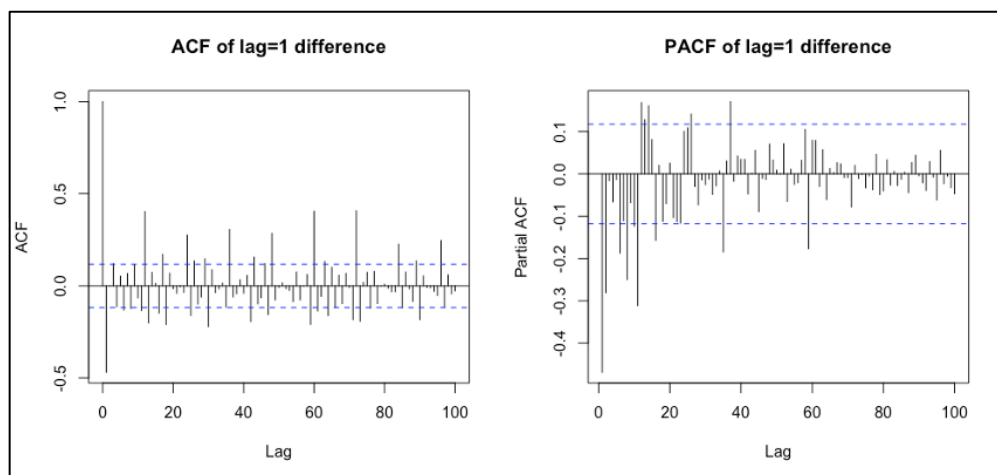 ACF of lag=1 difference
ACF
1.0
0.5
0.0
-0.5
0 20 40 60 80 100
Lag
PACF of lag=1 difference
Partial ACF
0.1
0.0
-0.1
-0.2
-0.3
-0.4
0 20 40 60 80 100
Lag